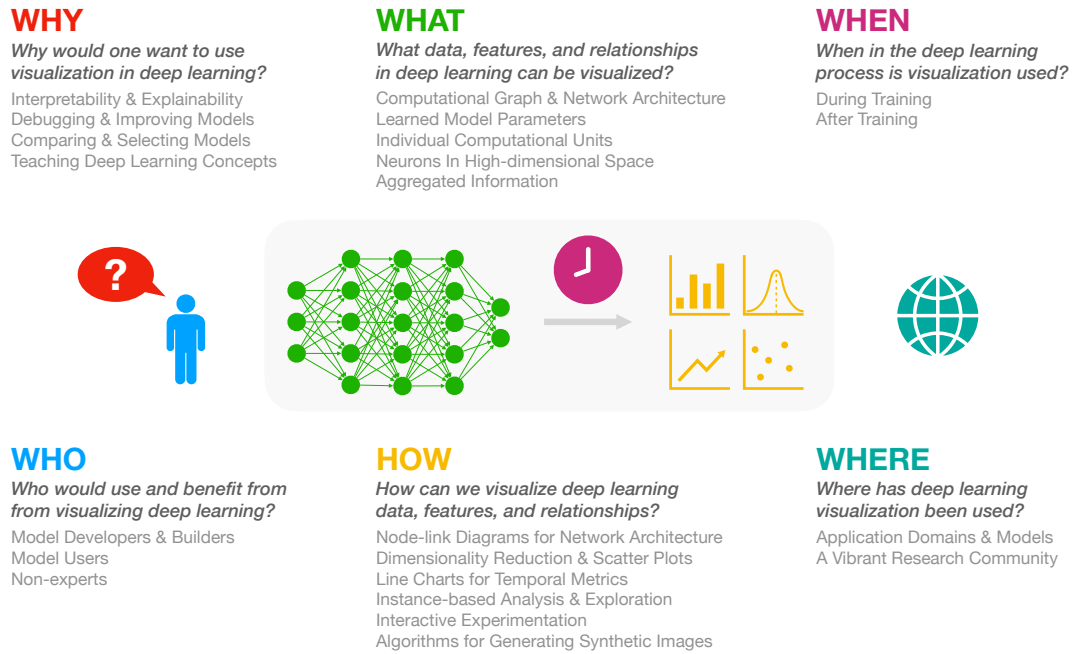 WHY
Why would one want to use
visualization in deep learning?
Interpretability & Explainability
Debugging & Improving Models
Comparing & Selecting Models
Teaching Deep Learning Concepts
WHAT
What data, features, and relationships
in deep learning can be visualized?
Computational Graph & Network Architecture
Learned Model Parameters
Individual Computational Units
Neurons In High-dimensional Space
Aggregated Information
WHEN
When in the deep learning
process is visualization used?
During Training
After Training
?
WHO
Who would use and benefit from
from visualizing deep learning?
Model Developers & Builders
Model Users
Non-experts
HOW
How can we visualize deep learning
data, features, and relationships?
Node-link Diagrams for Network Architecture
Dimensionality Reduction & Scatter Plots
Line Charts for Temporal Metrics
Instance-based Analysis & Exploration
Interactive Experimentation
Algorithms for Generating Synthetic Images
WHERE
Where has deep learning
visualization been used?
Application Domains & Models
A Vibrant Research Community